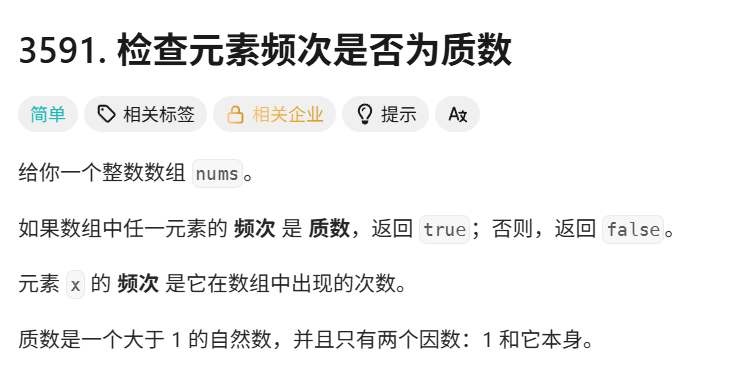 3591. 检查元素频次是否为质数
简单 相关标签 相关企业 提示
给你一个整数数组 nums。
如果数组中任一元素的 频次 是 质数，返回 true；否则，返回 false。
元素 x 的 频次 是它在数组中出现的次数。
质数是一个大于 1 的自然数，并且只有两个因数：1 和它本身。